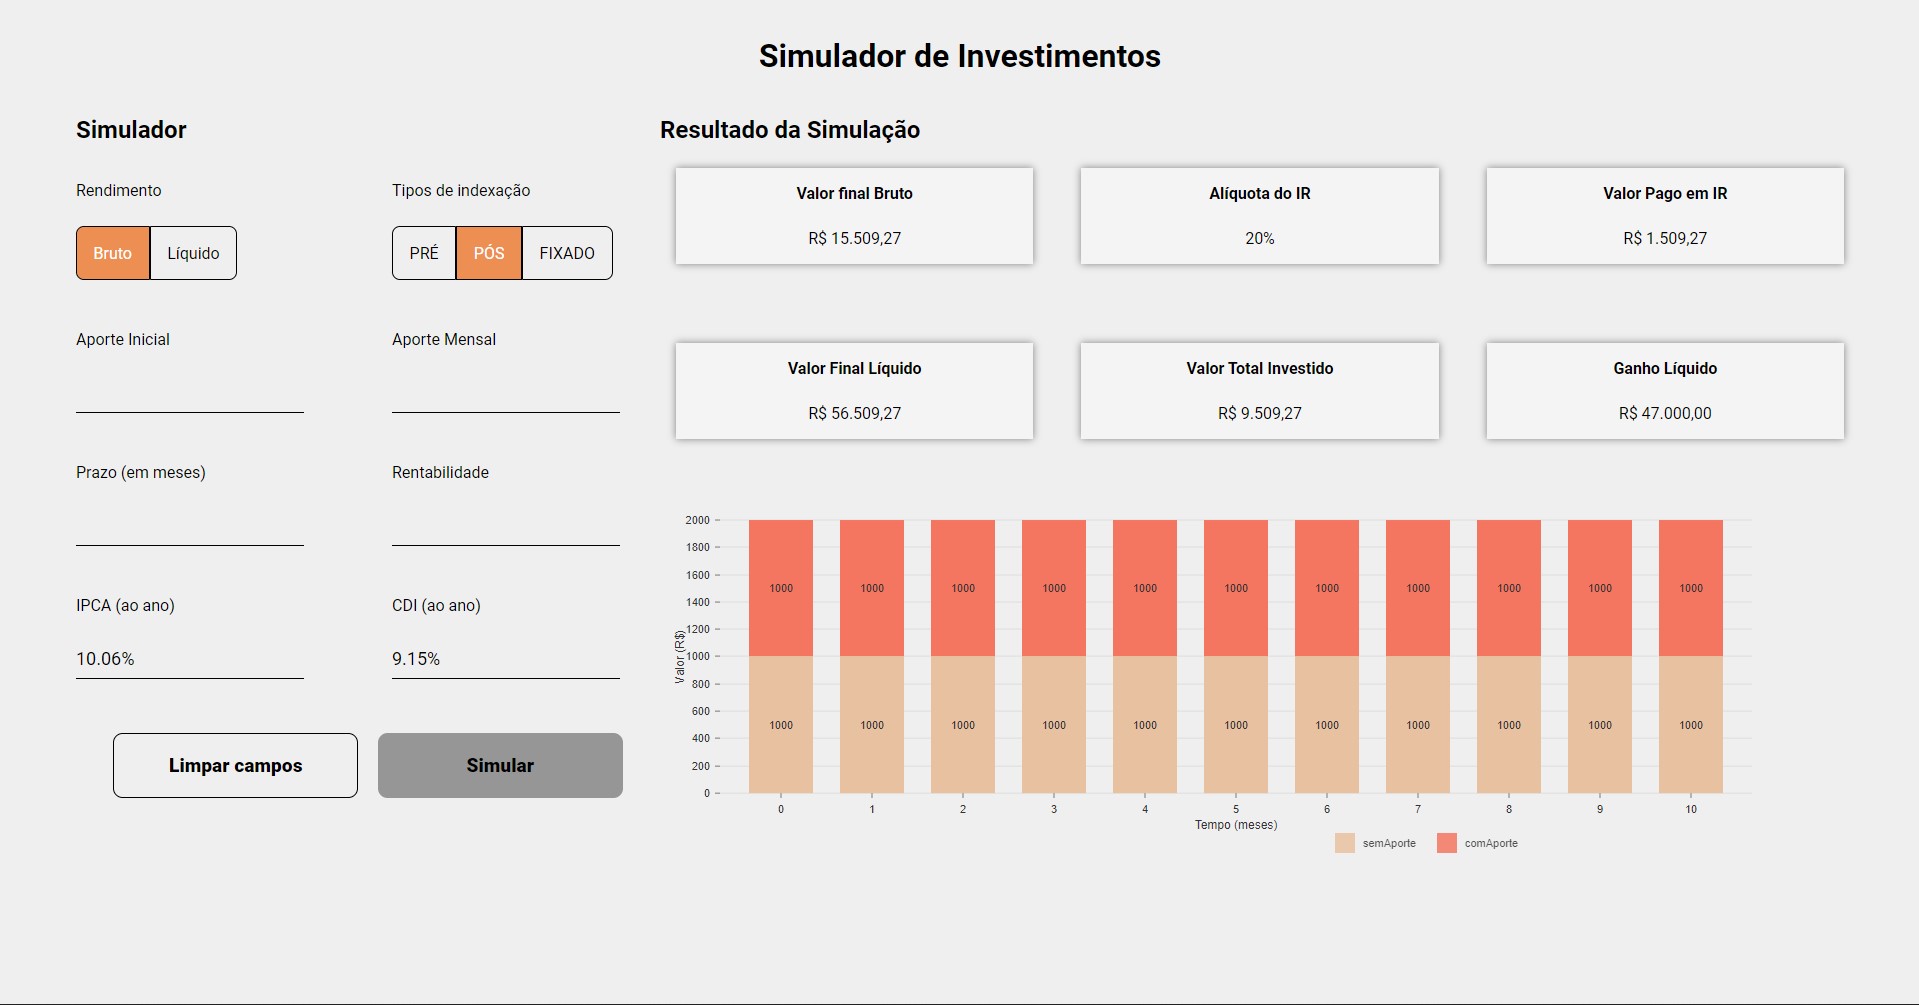 Simulador de Investimentos
Simulador
Rendimento
Tipos de indexação
Bruto
Líquido
PRÉ
PÓS
FIXADO
Aporte Inicial
Aporte Mensal
Prazo (em meses)
Rentabilidade
IPCA (ao ano)
CDI (ao ano)
10.06%
9.15%
Limpar campos
Simular
Resultado da Simulação
Valor final Bruto
R$ 15.509,27
Alíquota do IR
20%
Valor Pago em IR
R$ 1.509,27
Valor Final Líquido
R$ 56.509,27
Valor Total Investido
R$ 9.509,27
Ganho Líquido
R$ 47.000,00
Valor (R$)
2000
1800
1600
1400
1200
1000
800
600
400
200
0
1000 1000 1000 1000 1000 1000 1000 1000 1000 1000 1000
1000 1000 1000 1000 1000 1000 1000 1000 1000 1000 1000
0 1 2 3 4 5 6 7 8 9 10
Tempo (meses)
semAporte
comAporte